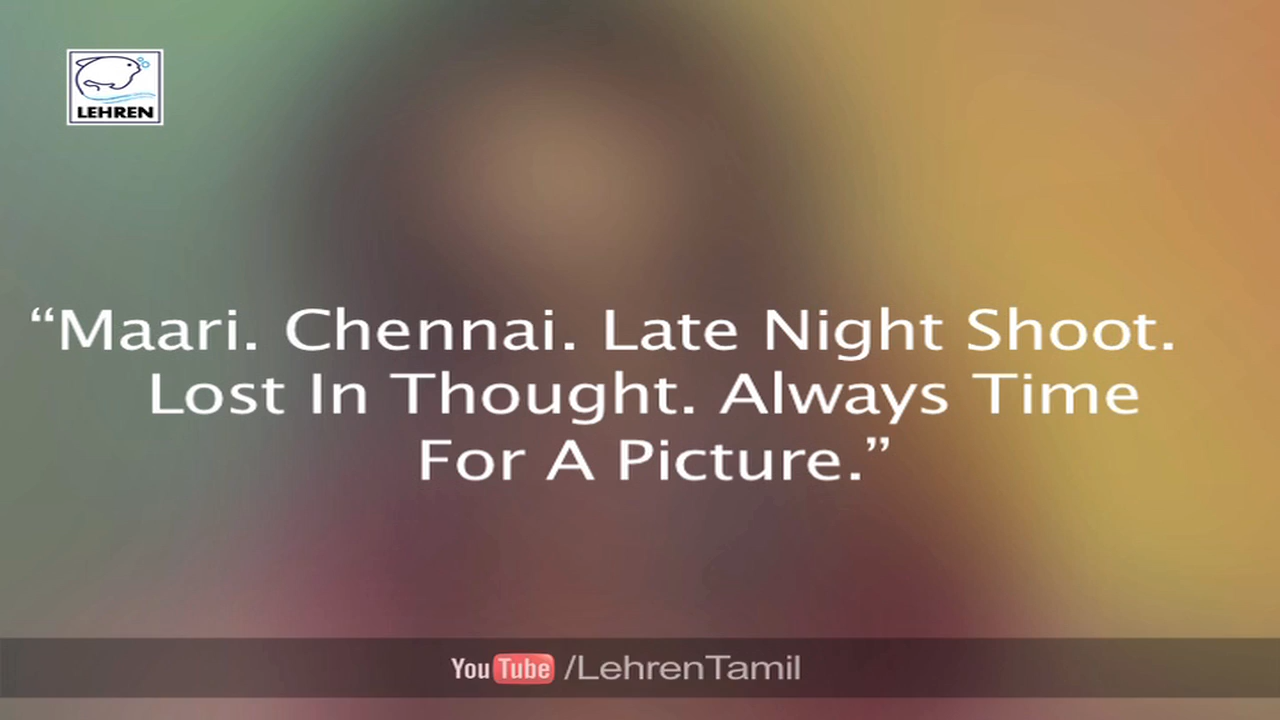 LEHREN
“Maari. Chennai. Late Night Shoot.
Lost In Thought. Always Time
For A Picture.”
YouTube /LehrenTamil